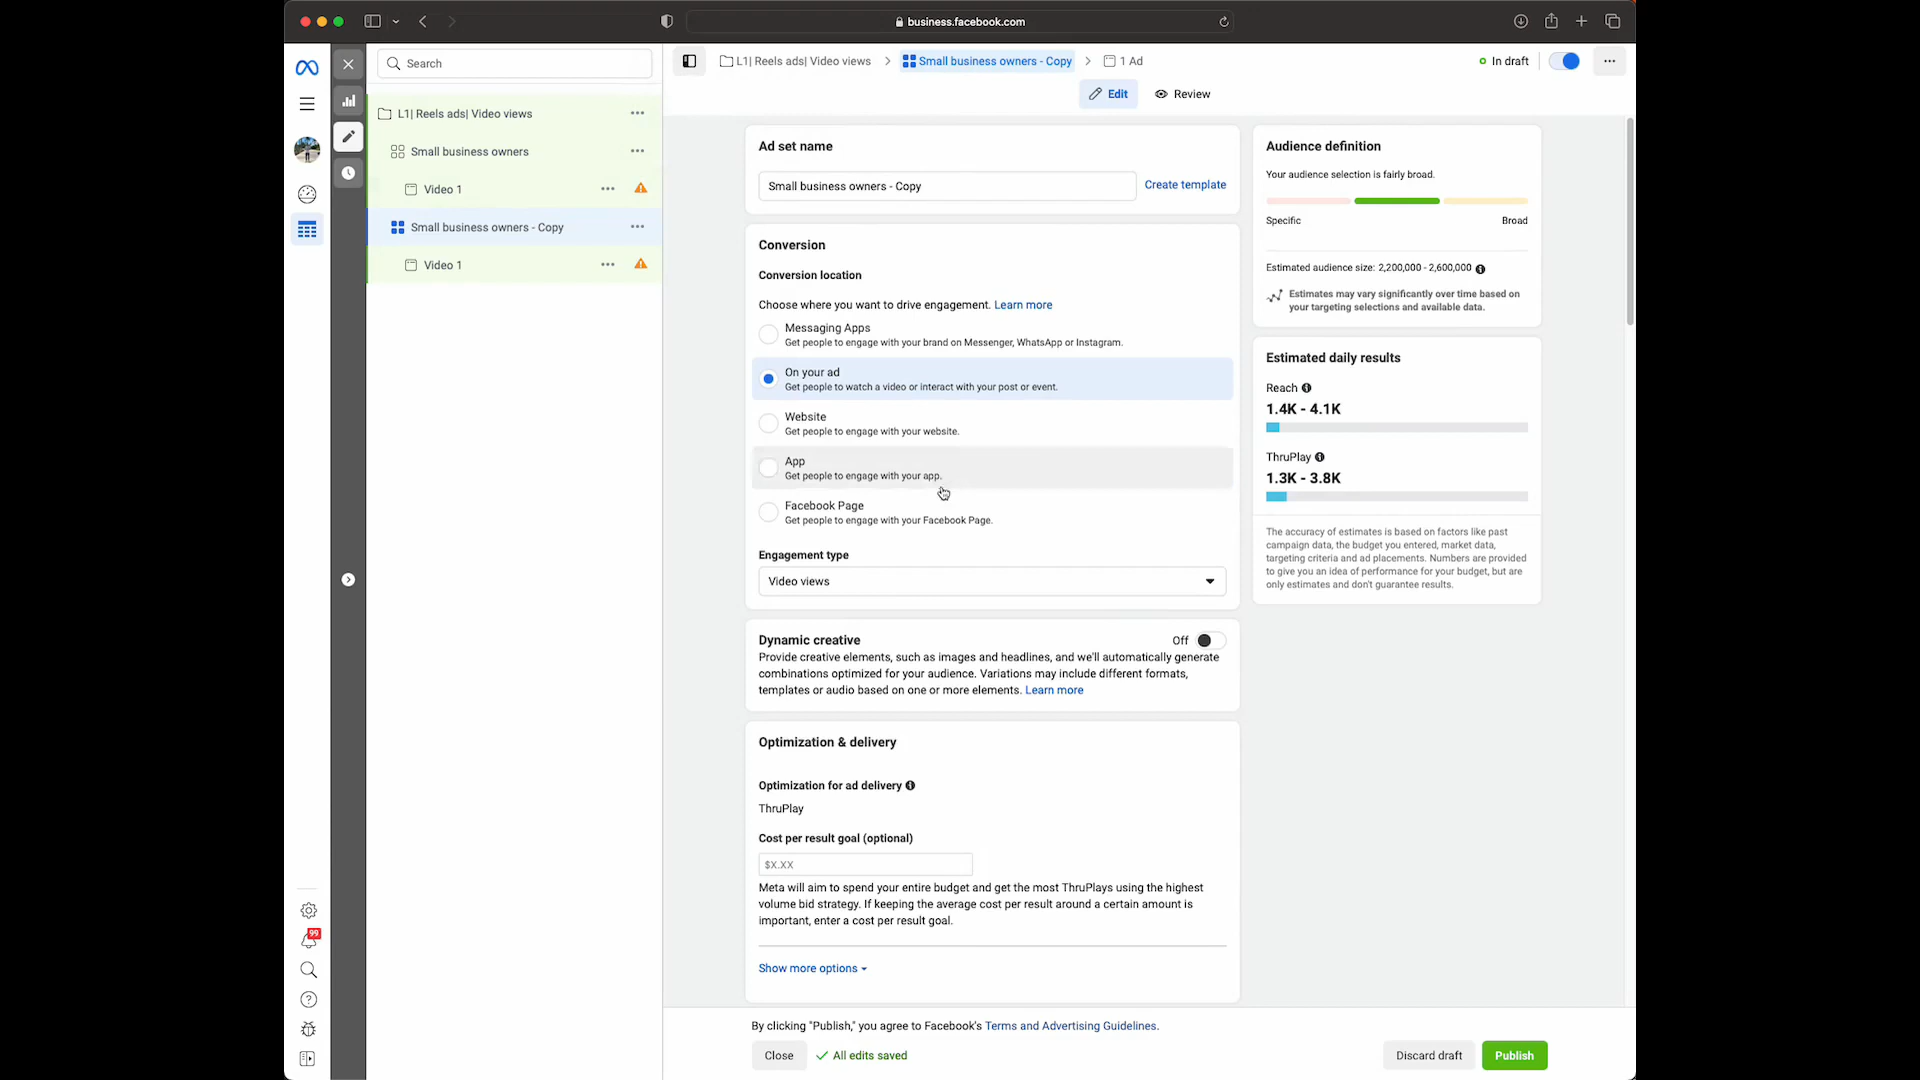 business.facebook.com
Search
L1| Reels ads| Video views
Small business owners
Video 1
Small business owners - Copy
Video 1
99
L1| Reels ads| Video views
Small business owners - Copy
1 Ad
In draft
Edit
Review
Ad set name
Small business owners - Copy
Create template
Conversion
Conversion location
Choose where you want to drive engagement. Learn more
Messaging Apps
Get people to engage with your brand on Messenger, WhatsApp or Instagram.
On your ad
Get people to watch a video or interact with your post or event.
Website
Get people to engage with your website.
App
Get people to engage with your app.
Facebook Page
Get people to engage with your Facebook Page.
Engagement type
Video views
Dynamic creative
Off
Provide creative elements, such as images and headlines, and we'll automatically generate
combinations optimized for your audience. Variations may include different formats,
templates or audio based on one or more elements. Learn more
Optimization & delivery
Optimization for ad delivery
ThruPlay
Cost per result goal (optional)
$X.XX
Meta will aim to spend your entire budget and get the most ThruPlays using the highest
volume bid strategy. If keeping the average cost per result around a certain amount is
important, enter a cost per result goal.
Show more options
Audience definition
Your audience selection is fairly broad.
Specific
Broad
Estimated audience size: 2,200,000 - 2,600,000
Estimates may vary significantly over time based on
your targeting selections and available data.
Estimated daily results
Reach
1.4K - 4.1K
ThruPlay
1.3K - 3.8K
The accuracy of estimates is based on factors like past
campaign data, the budget you entered, market data,
targeting criteria and ad placements. Numbers are provided
to give you an idea of performance for your budget, but are
only estimates and don't guarantee results.
By clicking "Publish," you agree to Facebook's Terms and Advertising Guidelines.
Close
All edits saved
Discard draft
Publish